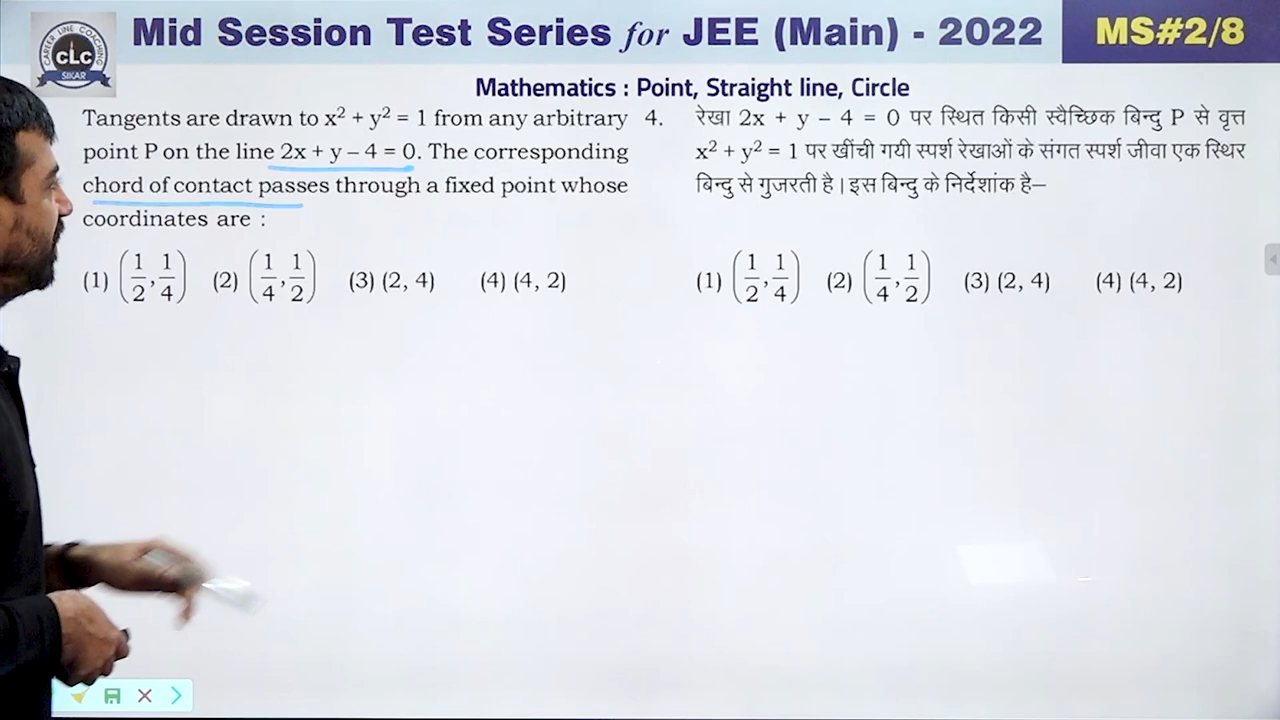 CAREER LINE COACHING
CLC
SIKAR
Mid Session Test Series for JEE (Main) - 2022
MS#2/8
Mathematics : Point, Straight line, Circle
Tangents are drawn to x² + y² = 1 from any arbitrary
point P on the line 2x + y – 4 = 0. The corresponding
chord of contact passes through a fixed point whose
coordinates are :
(1) (1/2, 1/4) (2) (1/4, 1/2) (3) (2, 4) (4) (4, 2)
4. रेखा 2x + y – 4 = 0 पर स्थित किसी स्वैच्छिक बिन्दु P से वृत्त
x² + y² = 1 पर खींची गयी स्पर्श रेखाओं के संगत स्पर्श जीवा एक स्थिर
बिन्दु से गुजरती है। इस बिन्दु के निर्देशांक है–
(1) (1/2, 1/4) (2) (1/4, 1/2) (3) (2, 4) (4) (4, 2)